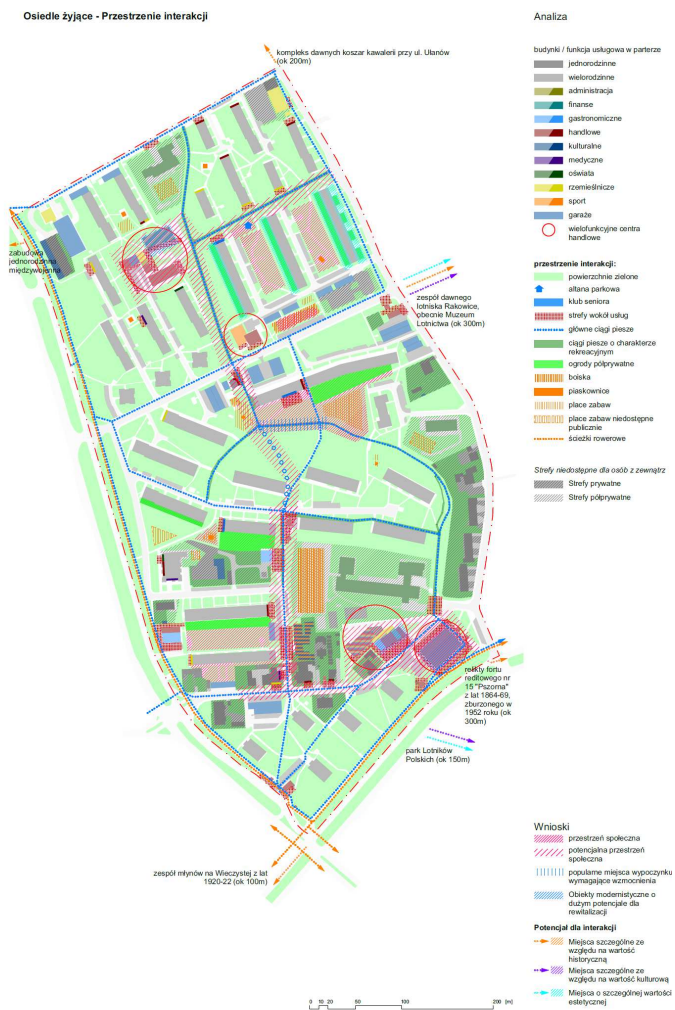 Osiedle żyjące - Przestrzenie interakcji
kompleks dawnych koszar kawalerii przy ul. Ułanów
(ok 200m)
zabudowa
jednorodzinna
międzywojenna
zespół dawnego
lotniska Rakowice,
obecnie Muzeum
Lotnictwa (ok 300m)
relikty fortu
reditowego nr
15 "Pszorna"
z lat 1864-69,
zburzonego w
1952 roku (ok
300m)
park Lotników
Polskich (ok 150m)
zespół młynów na Wieczystej z lat
1920-22 (ok 100m)
0 10 20 50 100 200 [m]
Analiza
budynki / funkcja usługowa w parterze
jednorodzinne
wielorodzinne
administracja
finanse
gastronomiczne
handlowe
kulturalne
medyczne
oświata
rzemieślnicze
sport
garaże
wielofunkcyjne centra
handlowe
przestrzenie interakcji:
powierzchnie zielone
altana parkowa
klub seniora
strefy wokół usług
główne ciągi piesze
ciągi piesze o charakterze
rekreacyjnym
ogrody półprywatne
boiska
piaskownice
place zabaw
place zabaw niedostępne
publicznie
ścieżki rowerowe
Strefy niedostępne dla osób z zewnątrz
Strefy prywatne
Strefy półprywatne
Wnioski
przestrzeń społeczna
potencjalna przestrzeń
społeczna
popularne miejsca wypoczynku
wymagające wzmocnienia
Obiekty modernistyczne o
dużym potencjale dla
rewitalizacji
Potencjał dla interakcji
Miejsca szczególne ze
względu na wartość
historyczną
Miejsca szczególne ze
względu na wartość kulturową
Miejsca o szczególnej wartości
estetycznej